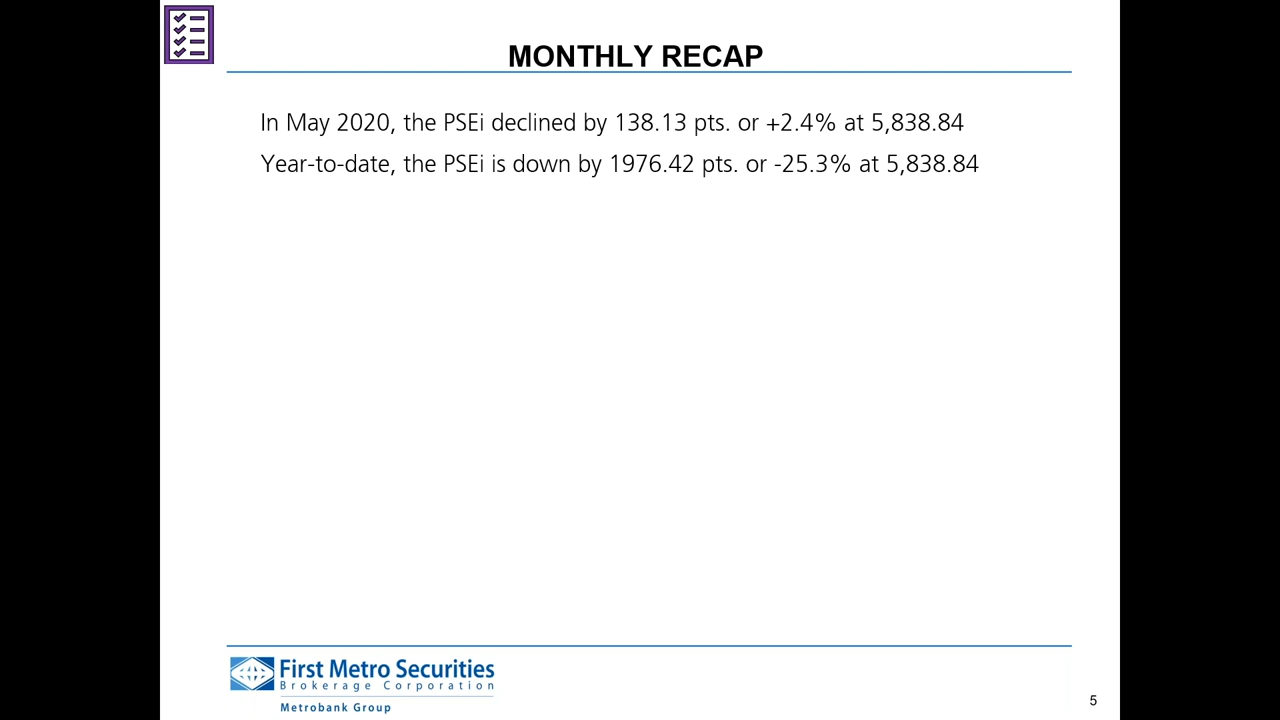 MONTHLY RECAP
In May 2020, the PSEi declined by 138.13 pts. or +2.4% at 5,838.84
Year-to-date, the PSEi is down by 1976.42 pts. or -25.3% at 5,838.84
First Metro Securities
Brokerage Corporation
Metrobank Group
5